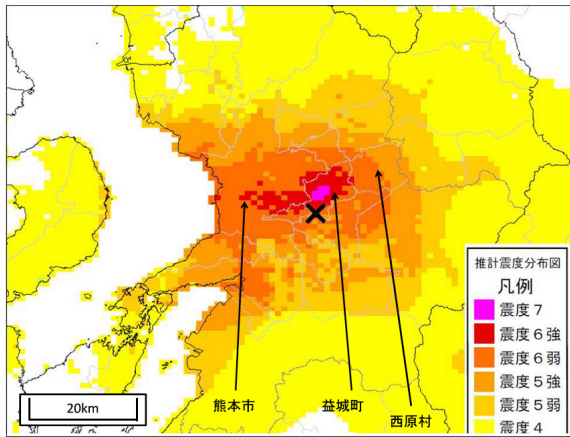 推計震度分布図
凡例
震度7
震度6強
震度6弱
震度5強
震度5弱
震度4
20km
熊本市
益城町
西原村